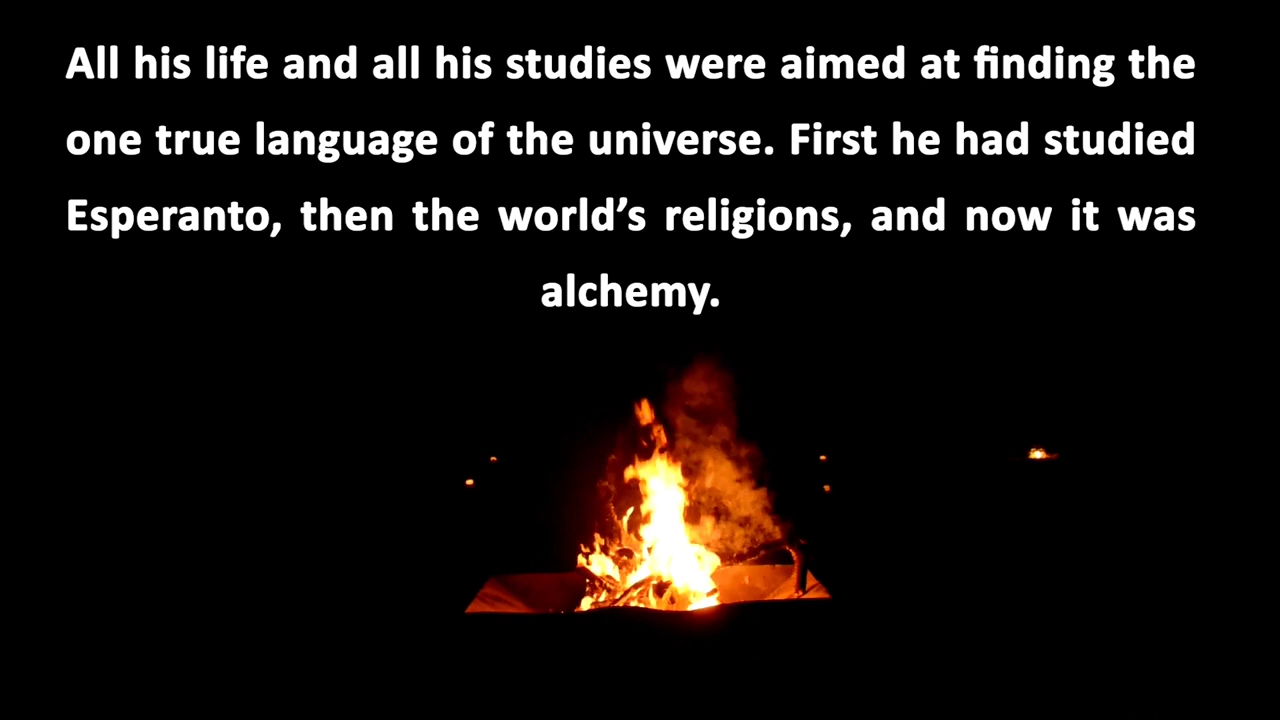 All his life and all his studies were aimed at finding the
one true language of the universe. First he had studied
Esperanto, then the world’s religions, and now it was
alchemy.